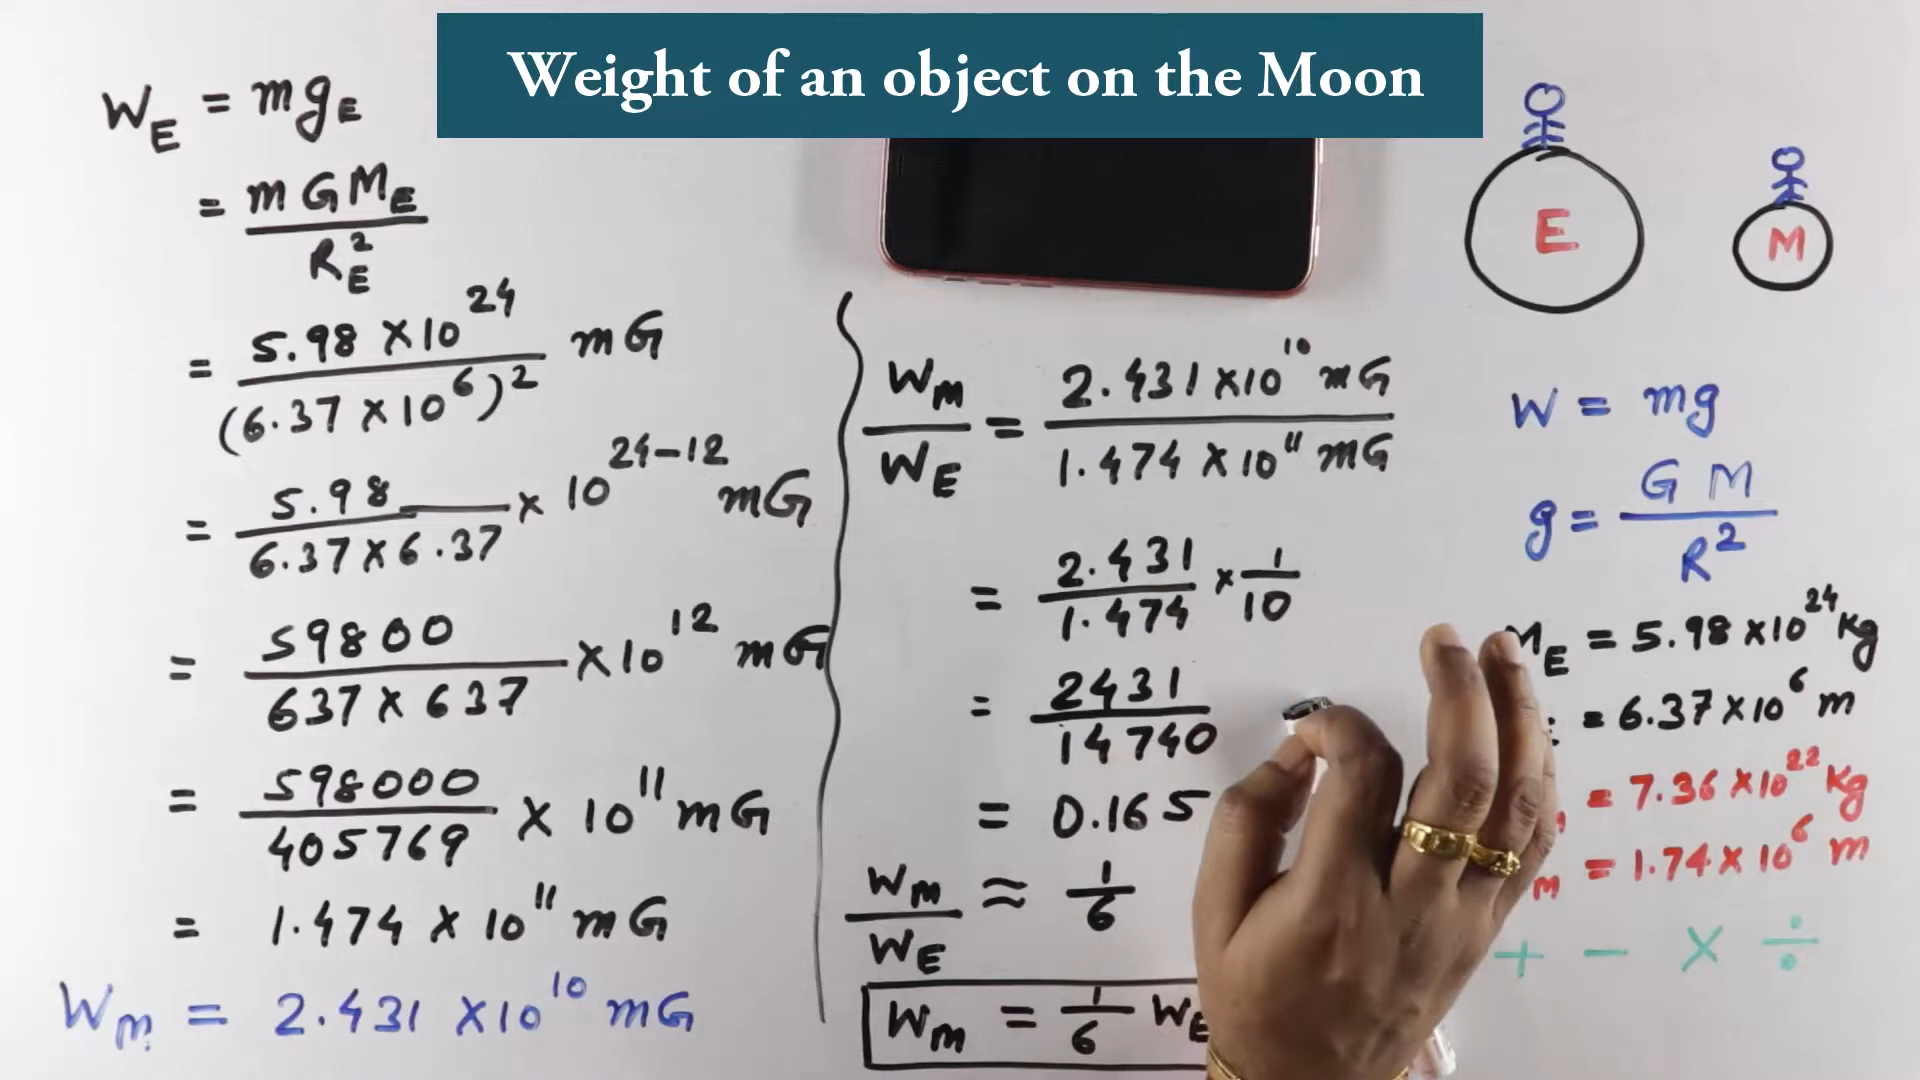 Weight of an object on the Moon
W_E = mg_E
= mGM_E / R_E²
= 5.98 × 10²⁴ / (6.37 × 10⁶)² mG
= 5.98 / 6.37 × 6.37 × 10²⁴⁻¹² mG
= 59800 / 637 × 637 × 10¹² mG
= 598000 / 405769 × 10¹¹ mG
= 1.474 × 10¹¹ mG
W_m = 2.431 × 10¹⁰ mG
W_m / W_E = 2.431 × 10¹⁰ mG / 1.474 × 10¹¹ mG
= 2.431 / 1.474 × 1 / 10
= 2431 / 14740
= 0.165
W_m / W_E ≈ 1 / 6
W_m = 1 / 6 W_E
E
M
W = mg
g = GM / R²
M_E = 5.98 × 10²⁴ Kg
E = 6.37 × 10⁶ m
= 7.36 × 10²² Kg
M = 1.74 × 10⁶ m
+ − × ÷